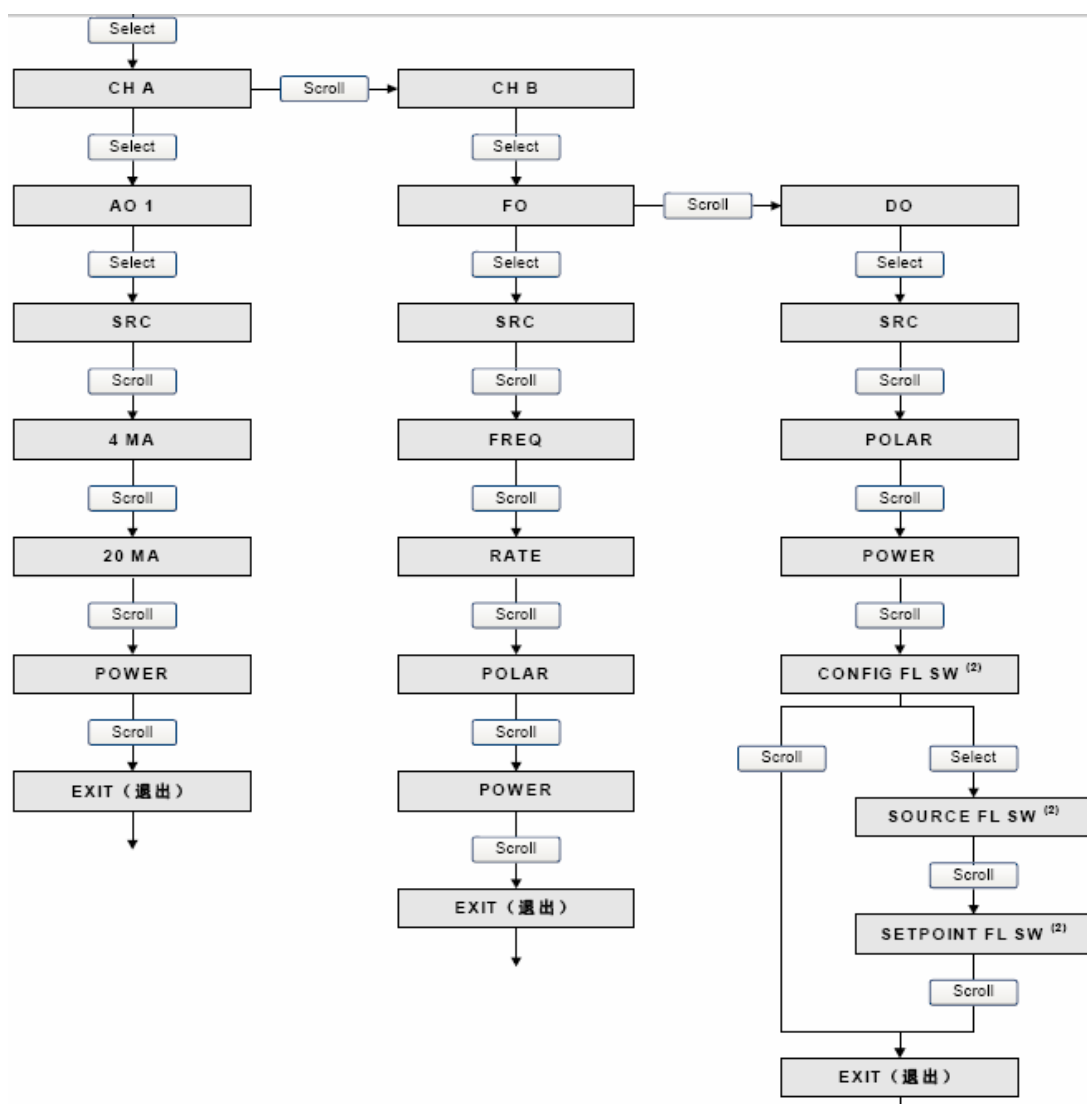 Select
CH A
Scroll
CH B
Select
Select
AO 1
FO
Scroll
DO
Select
Select
Select
SRC
SRC
SRC
Scroll
Scroll
Scroll
4 MA
FREQ
POLAR
Scroll
Scroll
Scroll
20 MA
RATE
POWER
Scroll
Scroll
Scroll
POWER
POLAR
CONFIG FL SW (2)
Scroll
Scroll
Scroll
Select
EXIT（退出）
POWER
SOURCE FL SW (2)
Scroll
Scroll
EXIT（退出）
SETPOINT FL SW (2)
Scroll
EXIT（退出）